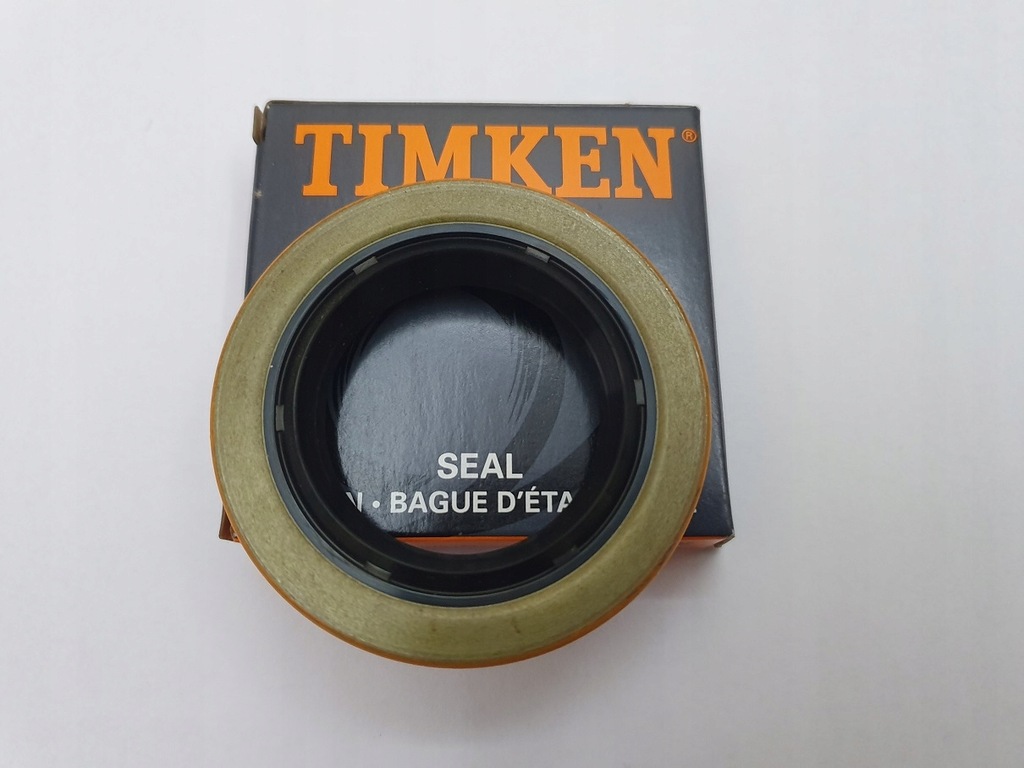 TIMKEN®
SEAL
• BAGUE D'ÉTA